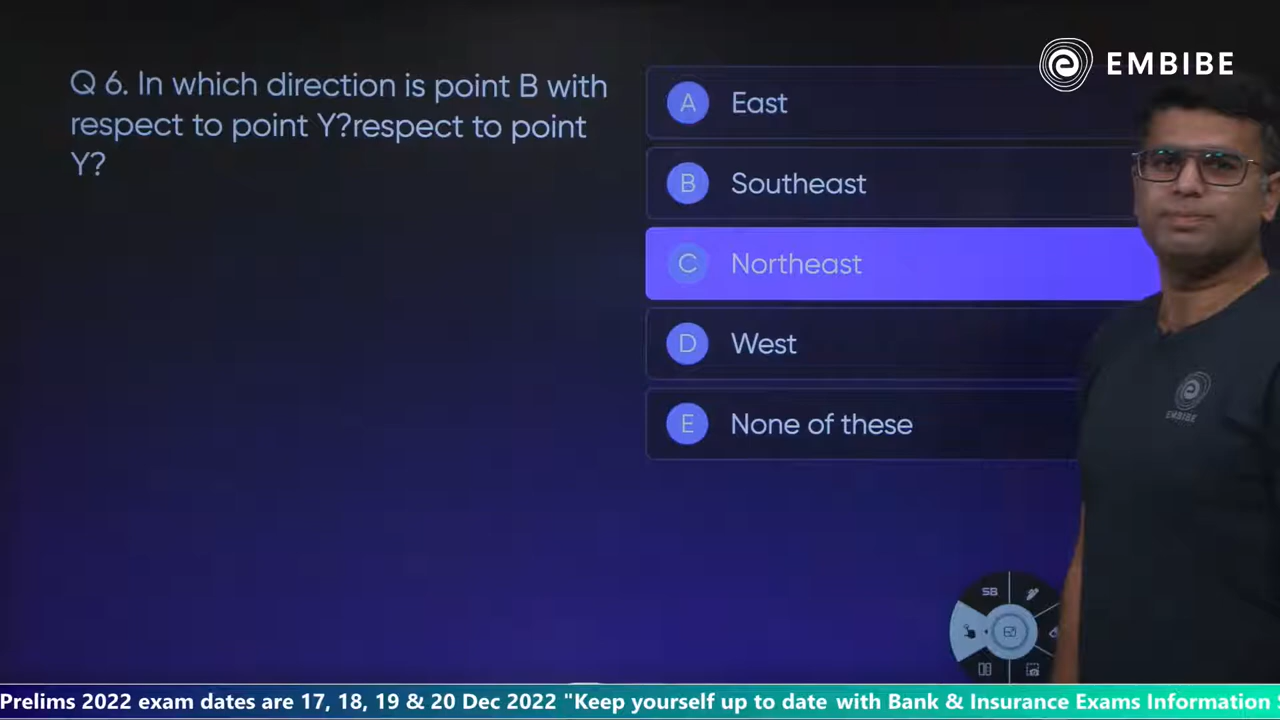 EMBIBE
Q 6. In which direction is point B with
respect to point Y?respect to point
Y?
A East
B Southeast
C Northeast
D West
E None of these
EMBIBE
SB
Prelims 2022 exam dates are 17, 18, 19 & 20 Dec 2022 "Keep yourself up to date with Bank & Insurance Exams Information